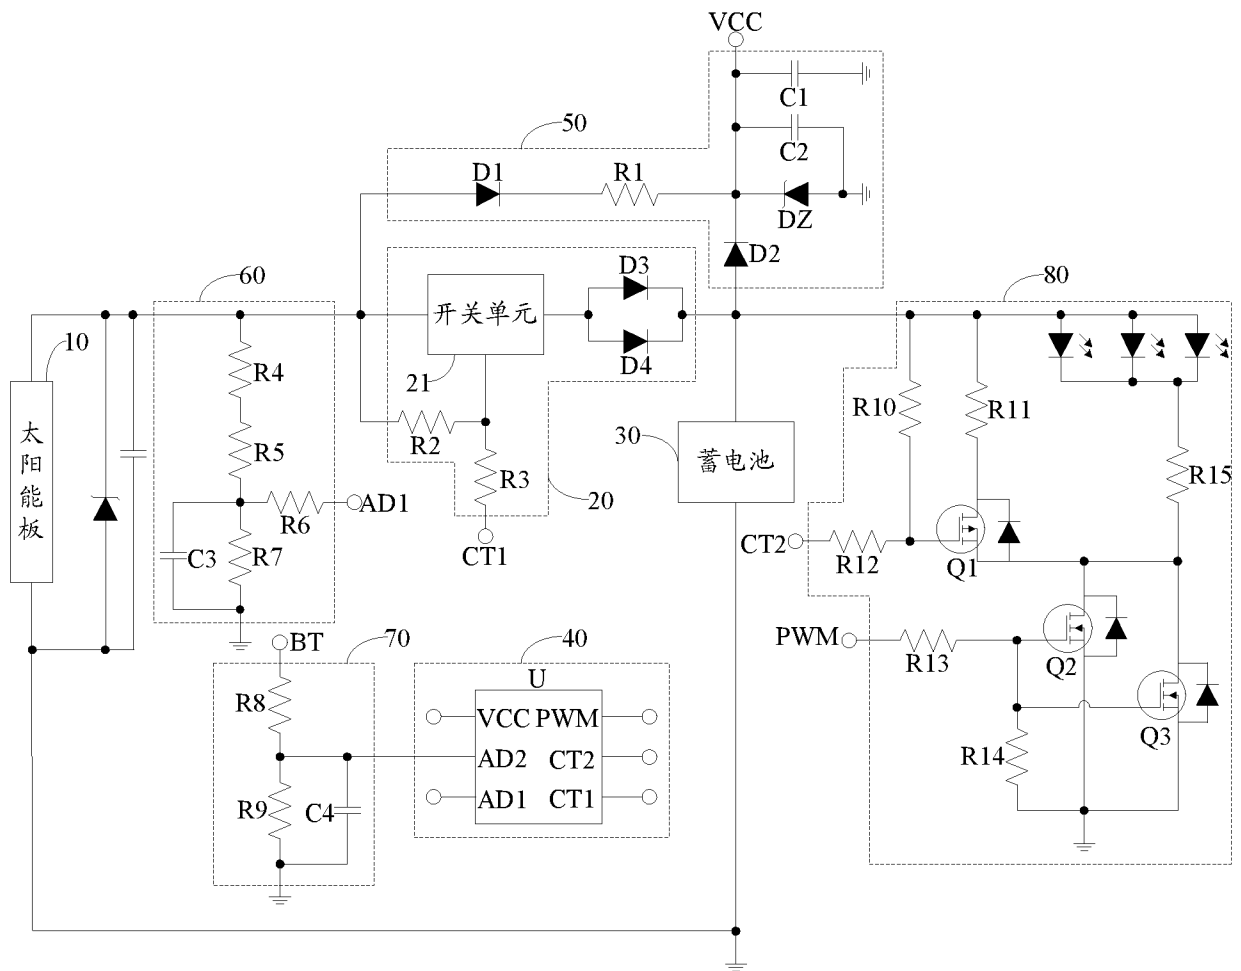 VCC
C1
50
C2
D1
R1
DZ
D2
60
D3
80
10
开关单元
R4
21
D4
R10
R11
太阳能板
R2
30
R5
蓄电池
R3
R15
AD1
R6
20
CT2
C3
R7
CT1
R12
Q1
BT
70
40
PWM
R13
Q2
U
R8
VCC
PWM
Q3
AD2
CT2
R14
R9
C4
AD1
CT1